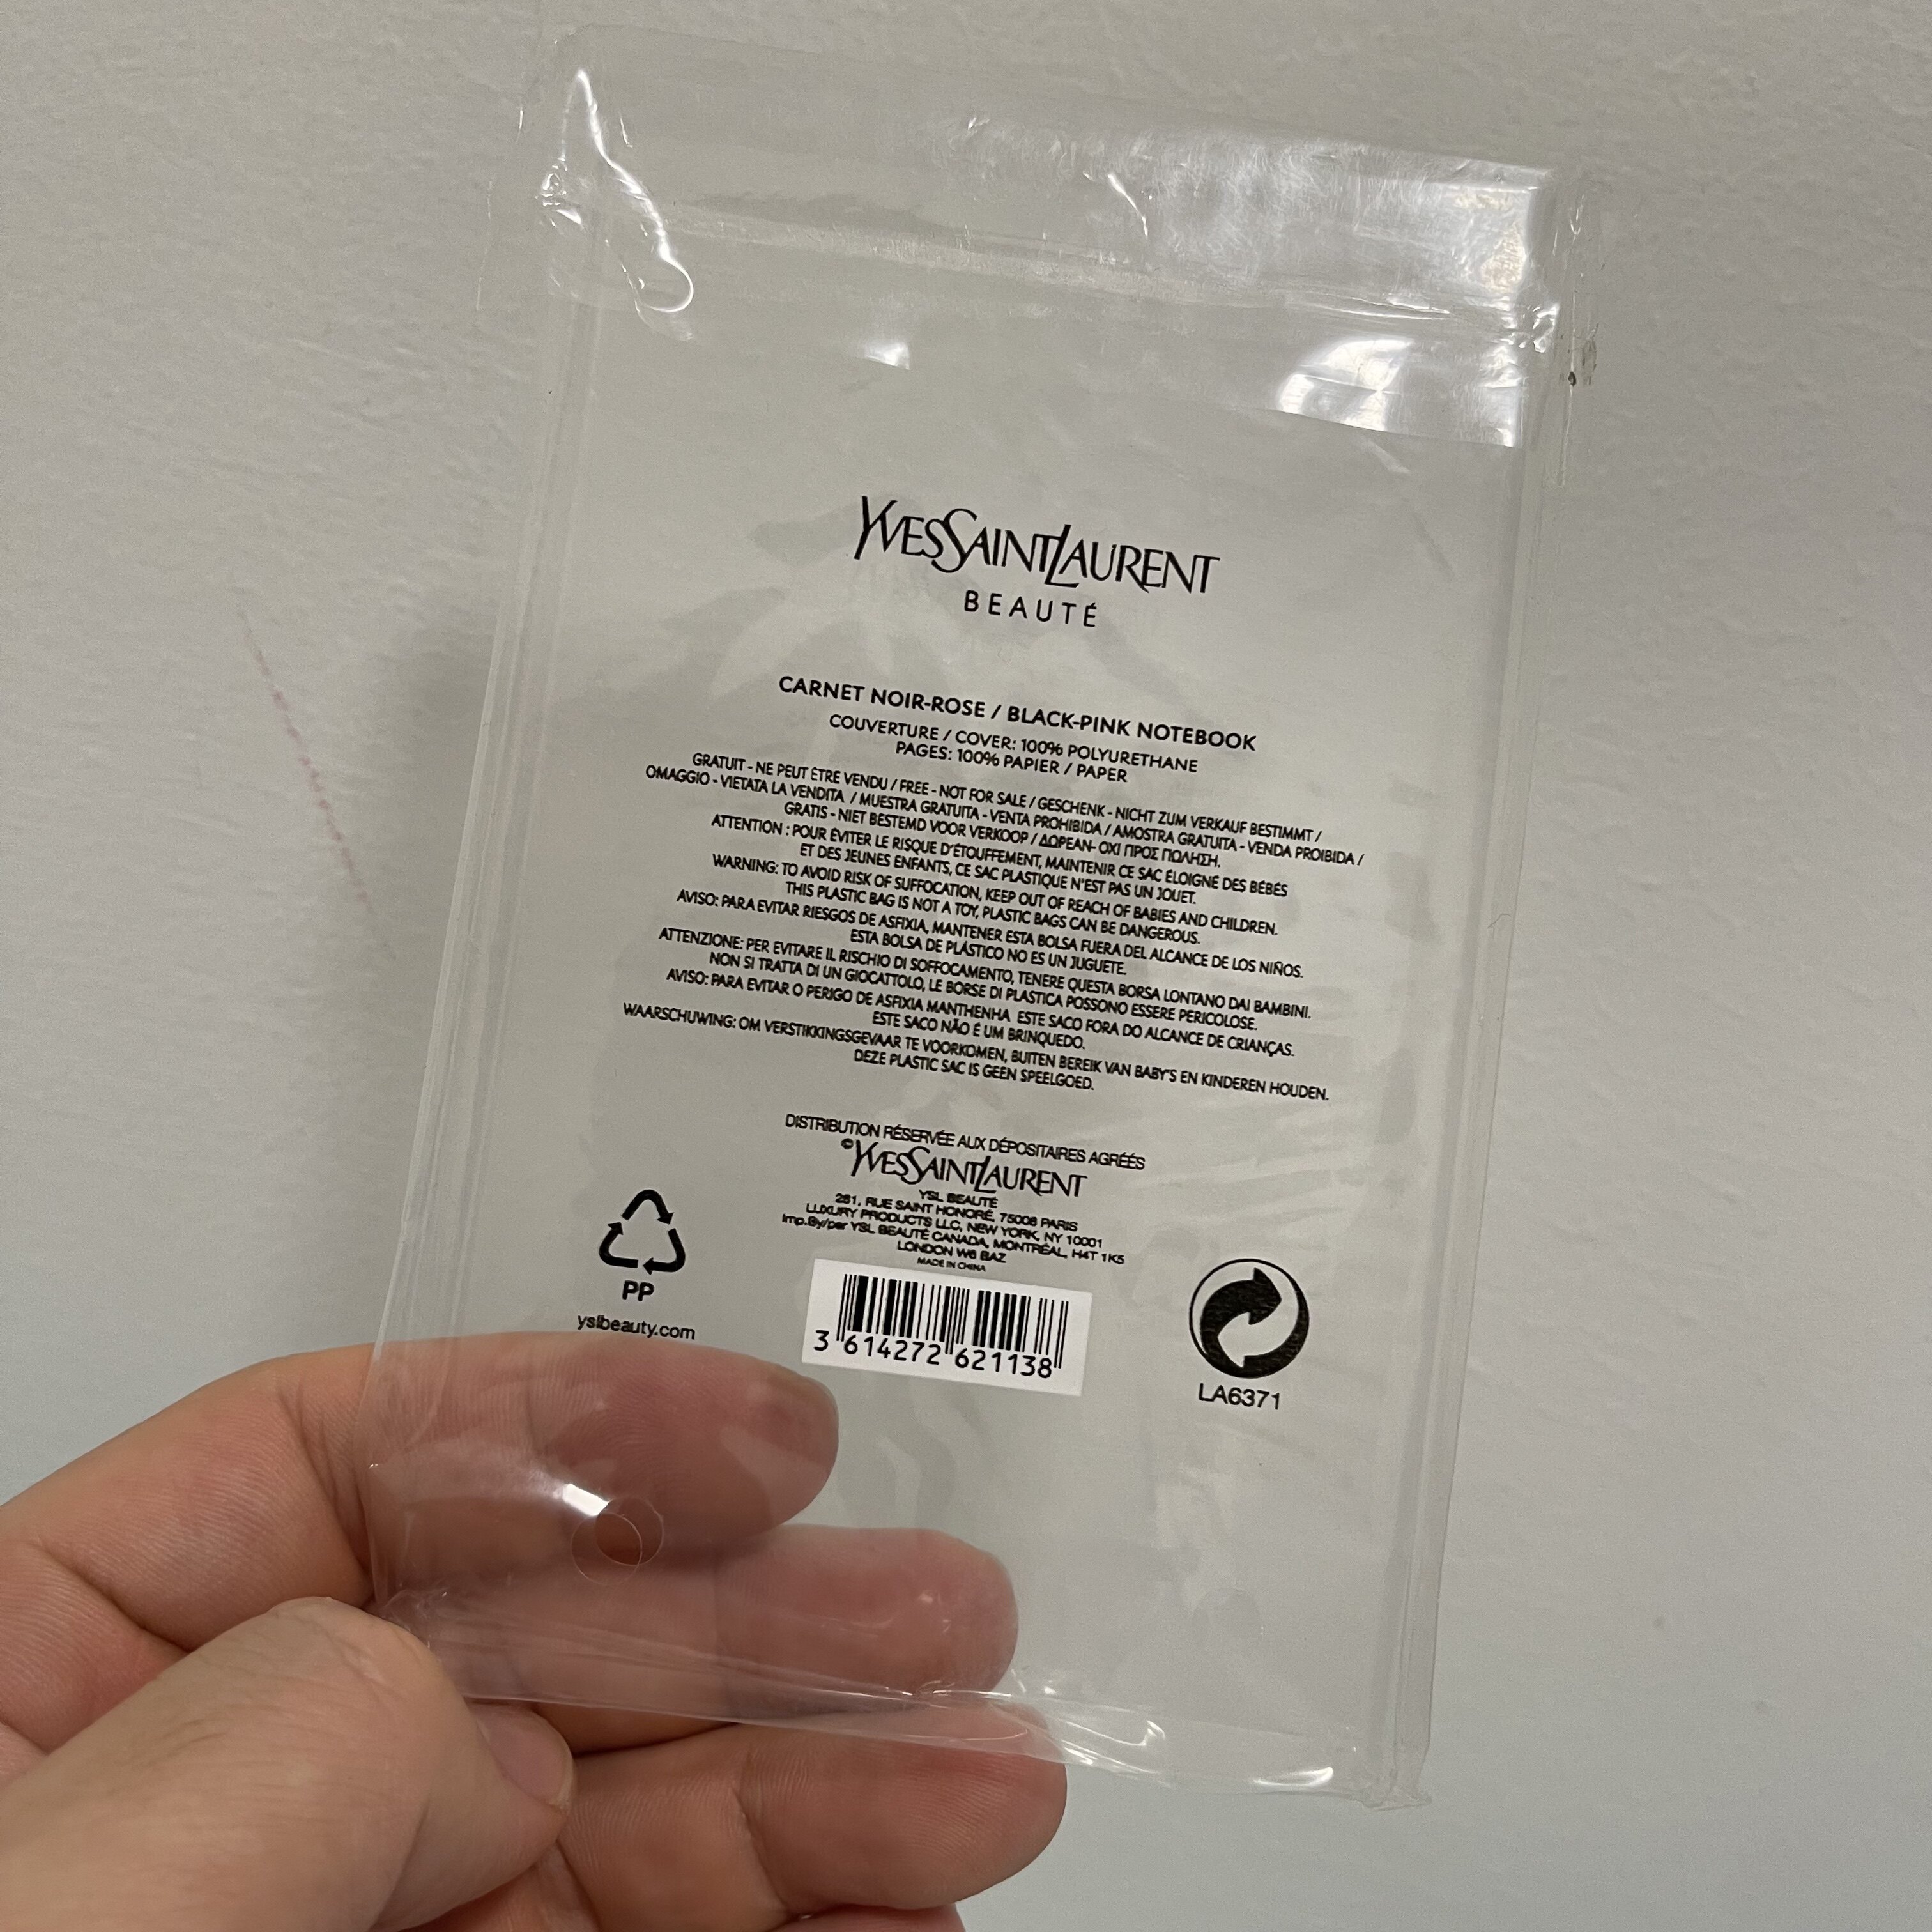 YVESSAINTLAURENT
BEAUTÉ
CARNET NOIR-ROSE / BLACK-PINK NOTEBOOK
COUVERTURE / COVER: 100% POLYURETHANE
PAGES: 100% PAPIER / PAPER
GRATUIT - NE PEUT ÊTRE VENDU / FREE - NOT FOR SALE / GESCHENK - NICHT ZUM VERKAUF BESTIMMT /
OMAGGIO - VIETATA LA VENDITA / MUESTRA GRATUITA - VENTA PROHIBIDA / AMOSTRA GRATUITA - VENDA PROIBIDA /
GRATIS - NIET BESTEMD VOOR VERKOOP / ΔΩΡΕΑΝ- ΟΧΙ ΠΡΟΣ ΠΩΛΗΣΗ.
ATTENTION : POUR ÉVITER LE RISQUE D'ÉTOUFFEMENT, MAINTENIR CE SAC ÉLOIGNÉ DES BÉBÉS
ET DES JEUNES ENFANTS, CE SAC PLASTIQUE N'EST PAS UN JOUET.
WARNING: TO AVOID RISK OF SUFFOCATION, KEEP OUT OF REACH OF BABIES AND CHILDREN.
THIS PLASTIC BAG IS NOT A TOY, PLASTIC BAGS CAN BE DANGEROUS.
AVISO: PARA EVITAR RIESGOS DE ASFIXIA, MANTENER ESTA BOLSA FUERA DEL ALCANCE DE LOS NIÑOS.
ESTA BOLSA DE PLÁSTICO NO ES UN JUGUETE.
ATTENZIONE: PER EVITARE IL RISCHIO DI SOFFOCAMENTO, TENERE QUESTA BORSA LONTANO DAI BAMBINI.
NON SI TRATTA DI UN GIOCATTOLO, LE BORSE DI PLASTICA POSSONO ESSERE PERICOLOSE.
AVISO: PARA EVITAR O PERIGO DE ASFIXIA MANTHENHA ESTE SACO FORA DO ALCANCE DE CRIANÇAS.
ESTE SACO NÃO É UM BRINQUEDO.
WAARSCHUWING: OM VERSTIKKINGSGEVAAR TE VOORKOMEN, BUITEN BEREIK VAN BABY'S EN KINDEREN HOUDEN.
DEZE PLASTIC SAC IS GEEN SPEELGOED.
DISTRIBUTION RÉSERVÉE AUX DÉPOSITAIRES AGRÉÉS
©YVESSAINTLAURENT
YSL BEAUTÉ
281, RUE SAINT HONORÉ, 75008 PARIS
LUXURY PRODUCTS LLC, NEW YORK, NY 10001
Imp.By/par YSL BEAUTÉ CANADA, MONTRÉAL, H4T 1K5
LONDON W6 8AZ
MADE IN CHINA
PP
yslbeauty.com
3 614272 621138
LA6371